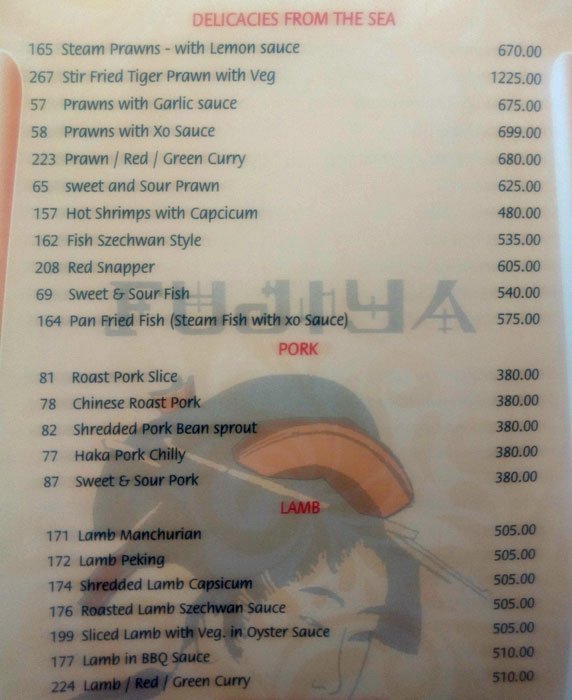 DELICACIES FROM THE SEA
165 Steam Prawns - with Lemon sauce 670.00
267 Stir Fried Tiger Prawn with Veg 1225.00
57 Prawns with Garlic sauce 675.00
58 Prawns with Xo Sauce 699.00
223 Prawn / Red / Green Curry 680.00
65 sweet and Sour Prawn 625.00
157 Hot Shrimps with Capcicum 480.00
162 Fish Szechwan Style 535.00
208 Red Snapper 605.00
69 Sweet & Sour Fish 540.00
164 Pan Fried Fish (Steam Fish with xo Sauce) 575.00
PORK
81 Roast Pork Slice 380.00
78 Chinese Roast Pork 380.00
82 Shredded Pork Bean sprout 380.00
77 Haka Pork Chilly 380.00
87 Sweet & Sour Pork 380.00
LAMB
171 Lamb Manchurian 505.00
172 Lamb Peking 505.00
174 Shredded Lamb Capsicum 505.00
176 Roasted Lamb Szechwan Sauce 505.00
199 Sliced Lamb with Veg. in Oyster Sauce 505.00
177 Lamb in BBQ Sauce 510.00
224 Lamb / Red / Green Curry 510.00